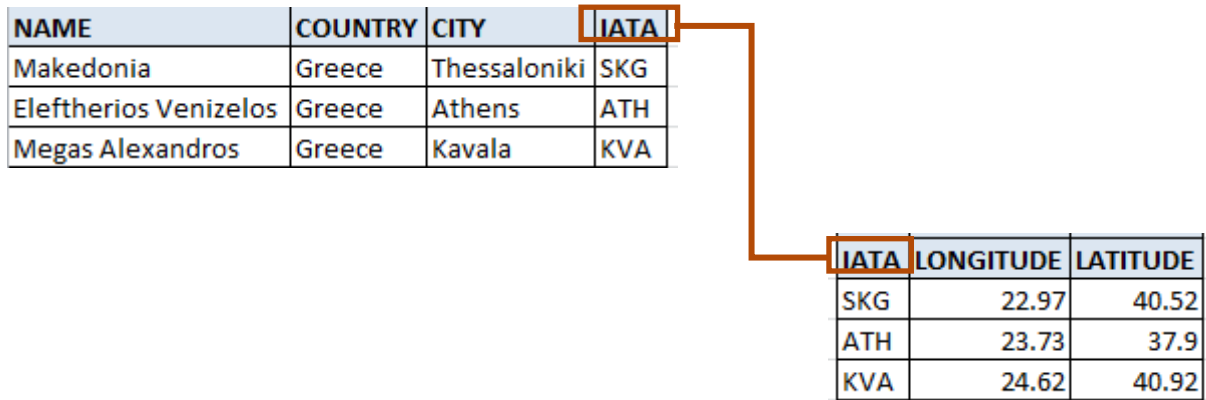 NAME COUNTRY CITY IATA
Makedonia Greece Thessaloniki SKG
Eleftherios Venizelos Greece Athens ATH
Megas Alexandros Greece Kavala KVA
IATA LONGITUDE LATITUDE
SKG 22.97 40.52
ATH 23.73 37.9
KVA 24.62 40.92